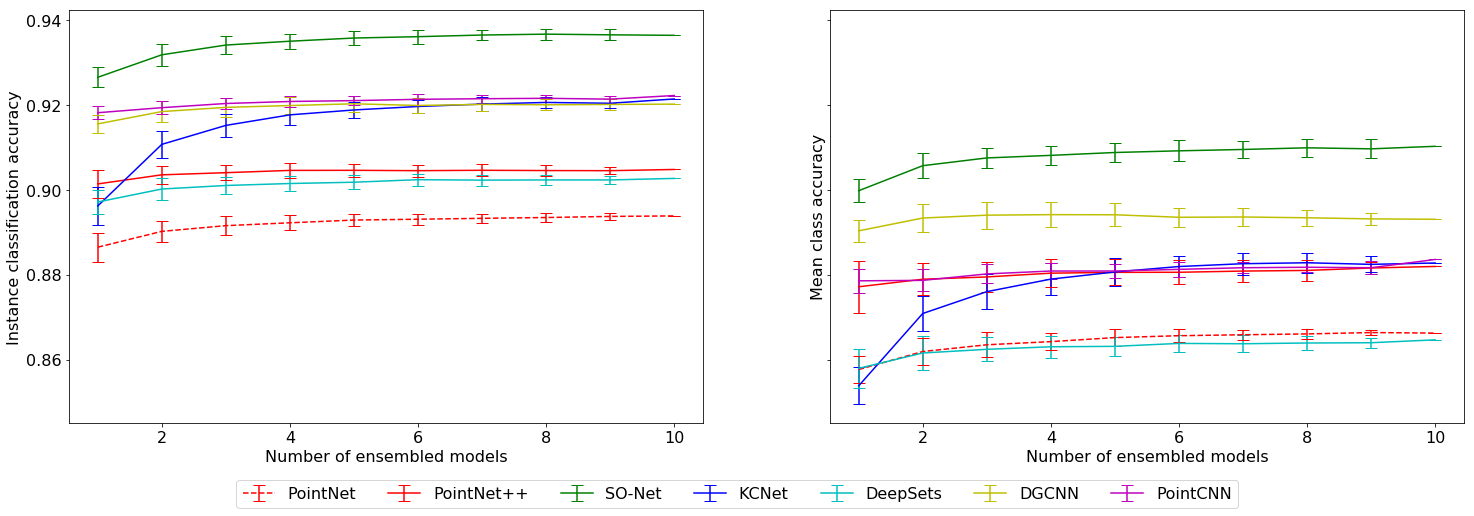 Instance classification accuracy
0.94
0.92
0.90
0.88
0.86
2 4 6 8 10
Number of ensembled models
Mean class accuracy
2 4 6 8 10
Number of ensembled models
PointNet PointNet++ SO-Net KCNet DeepSets DGCNN PointCNN